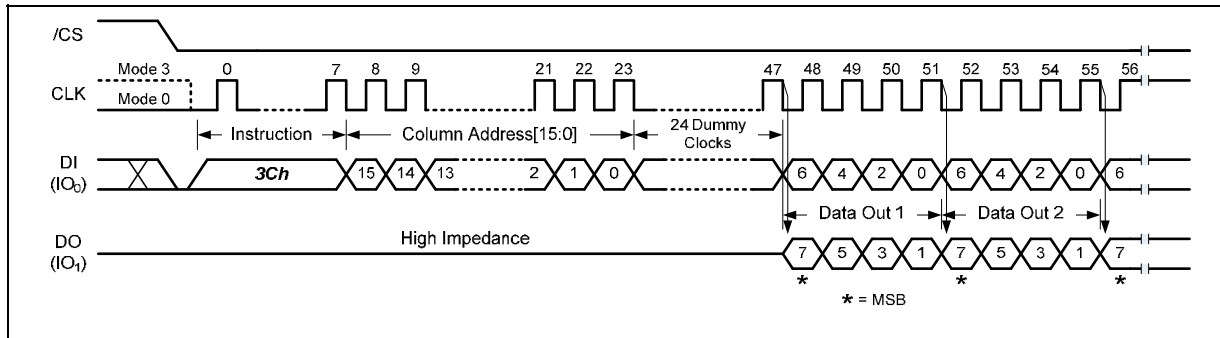 /CS
Mode 3
Mode 0
CLK
0 7 8 9 21 22 23 47 48 49 50 51 52 53 54 55 56
Instruction
Column Address[15:0]
24 Dummy
Clocks
DI
(IO0)
3Ch 15 14 13 2 1 0 6 4 2 0 6 4 2 0 6
Data Out 1
Data Out 2
DO
(IO1)
High Impedance
7 5 3 1 7 5 3 1 7
* * *
* = MSB